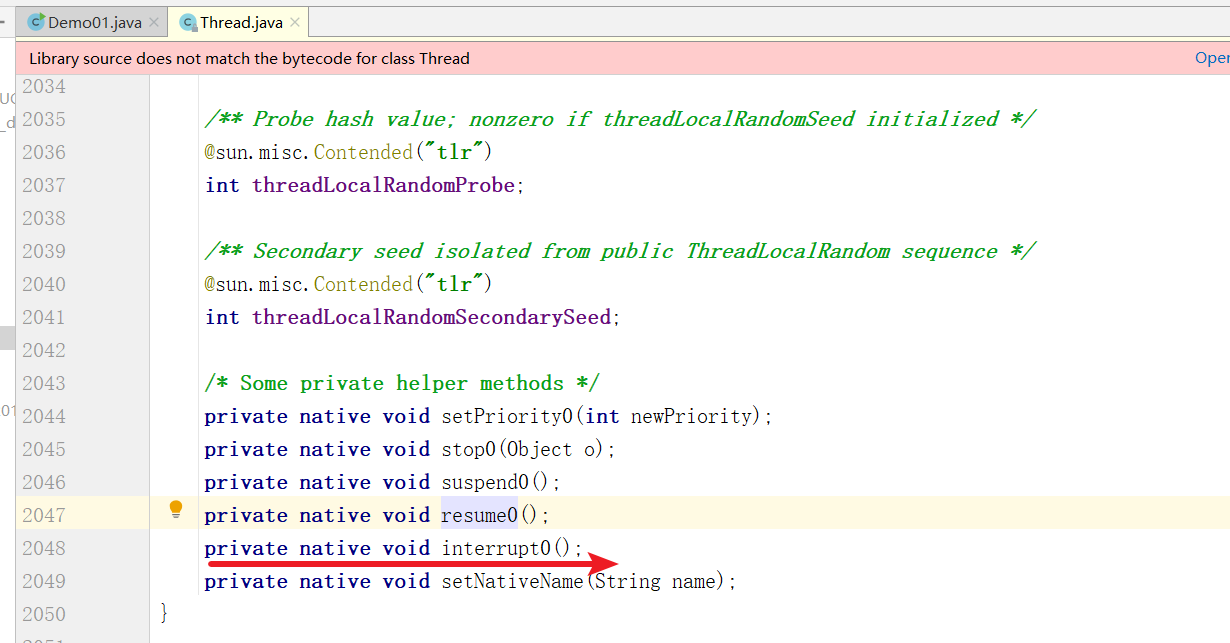 Demo01.java Thread.java
Library source does not match the bytecode for class Thread Oper
2034
2035 /** Probe hash value; nonzero if threadLocalRandomSeed initialized */
2036 @sun.misc.Contended("tlr")
2037 int threadLocalRandomProbe;
2038
2039 /** Secondary seed isolated from public ThreadLocalRandom sequence */
2040 @sun.misc.Contended("tlr")
2041 int threadLocalRandomSecondarySeed;
2042
2043 /* Some private helper methods */
2044 private native void setPriority0(int newPriority);
2045 private native void stop0(Object o);
2046 private native void suspend0();
2047 private native void resume0();
2048 private native void interrupt0();
2049 private native void setNativeName(String name);
2050 }